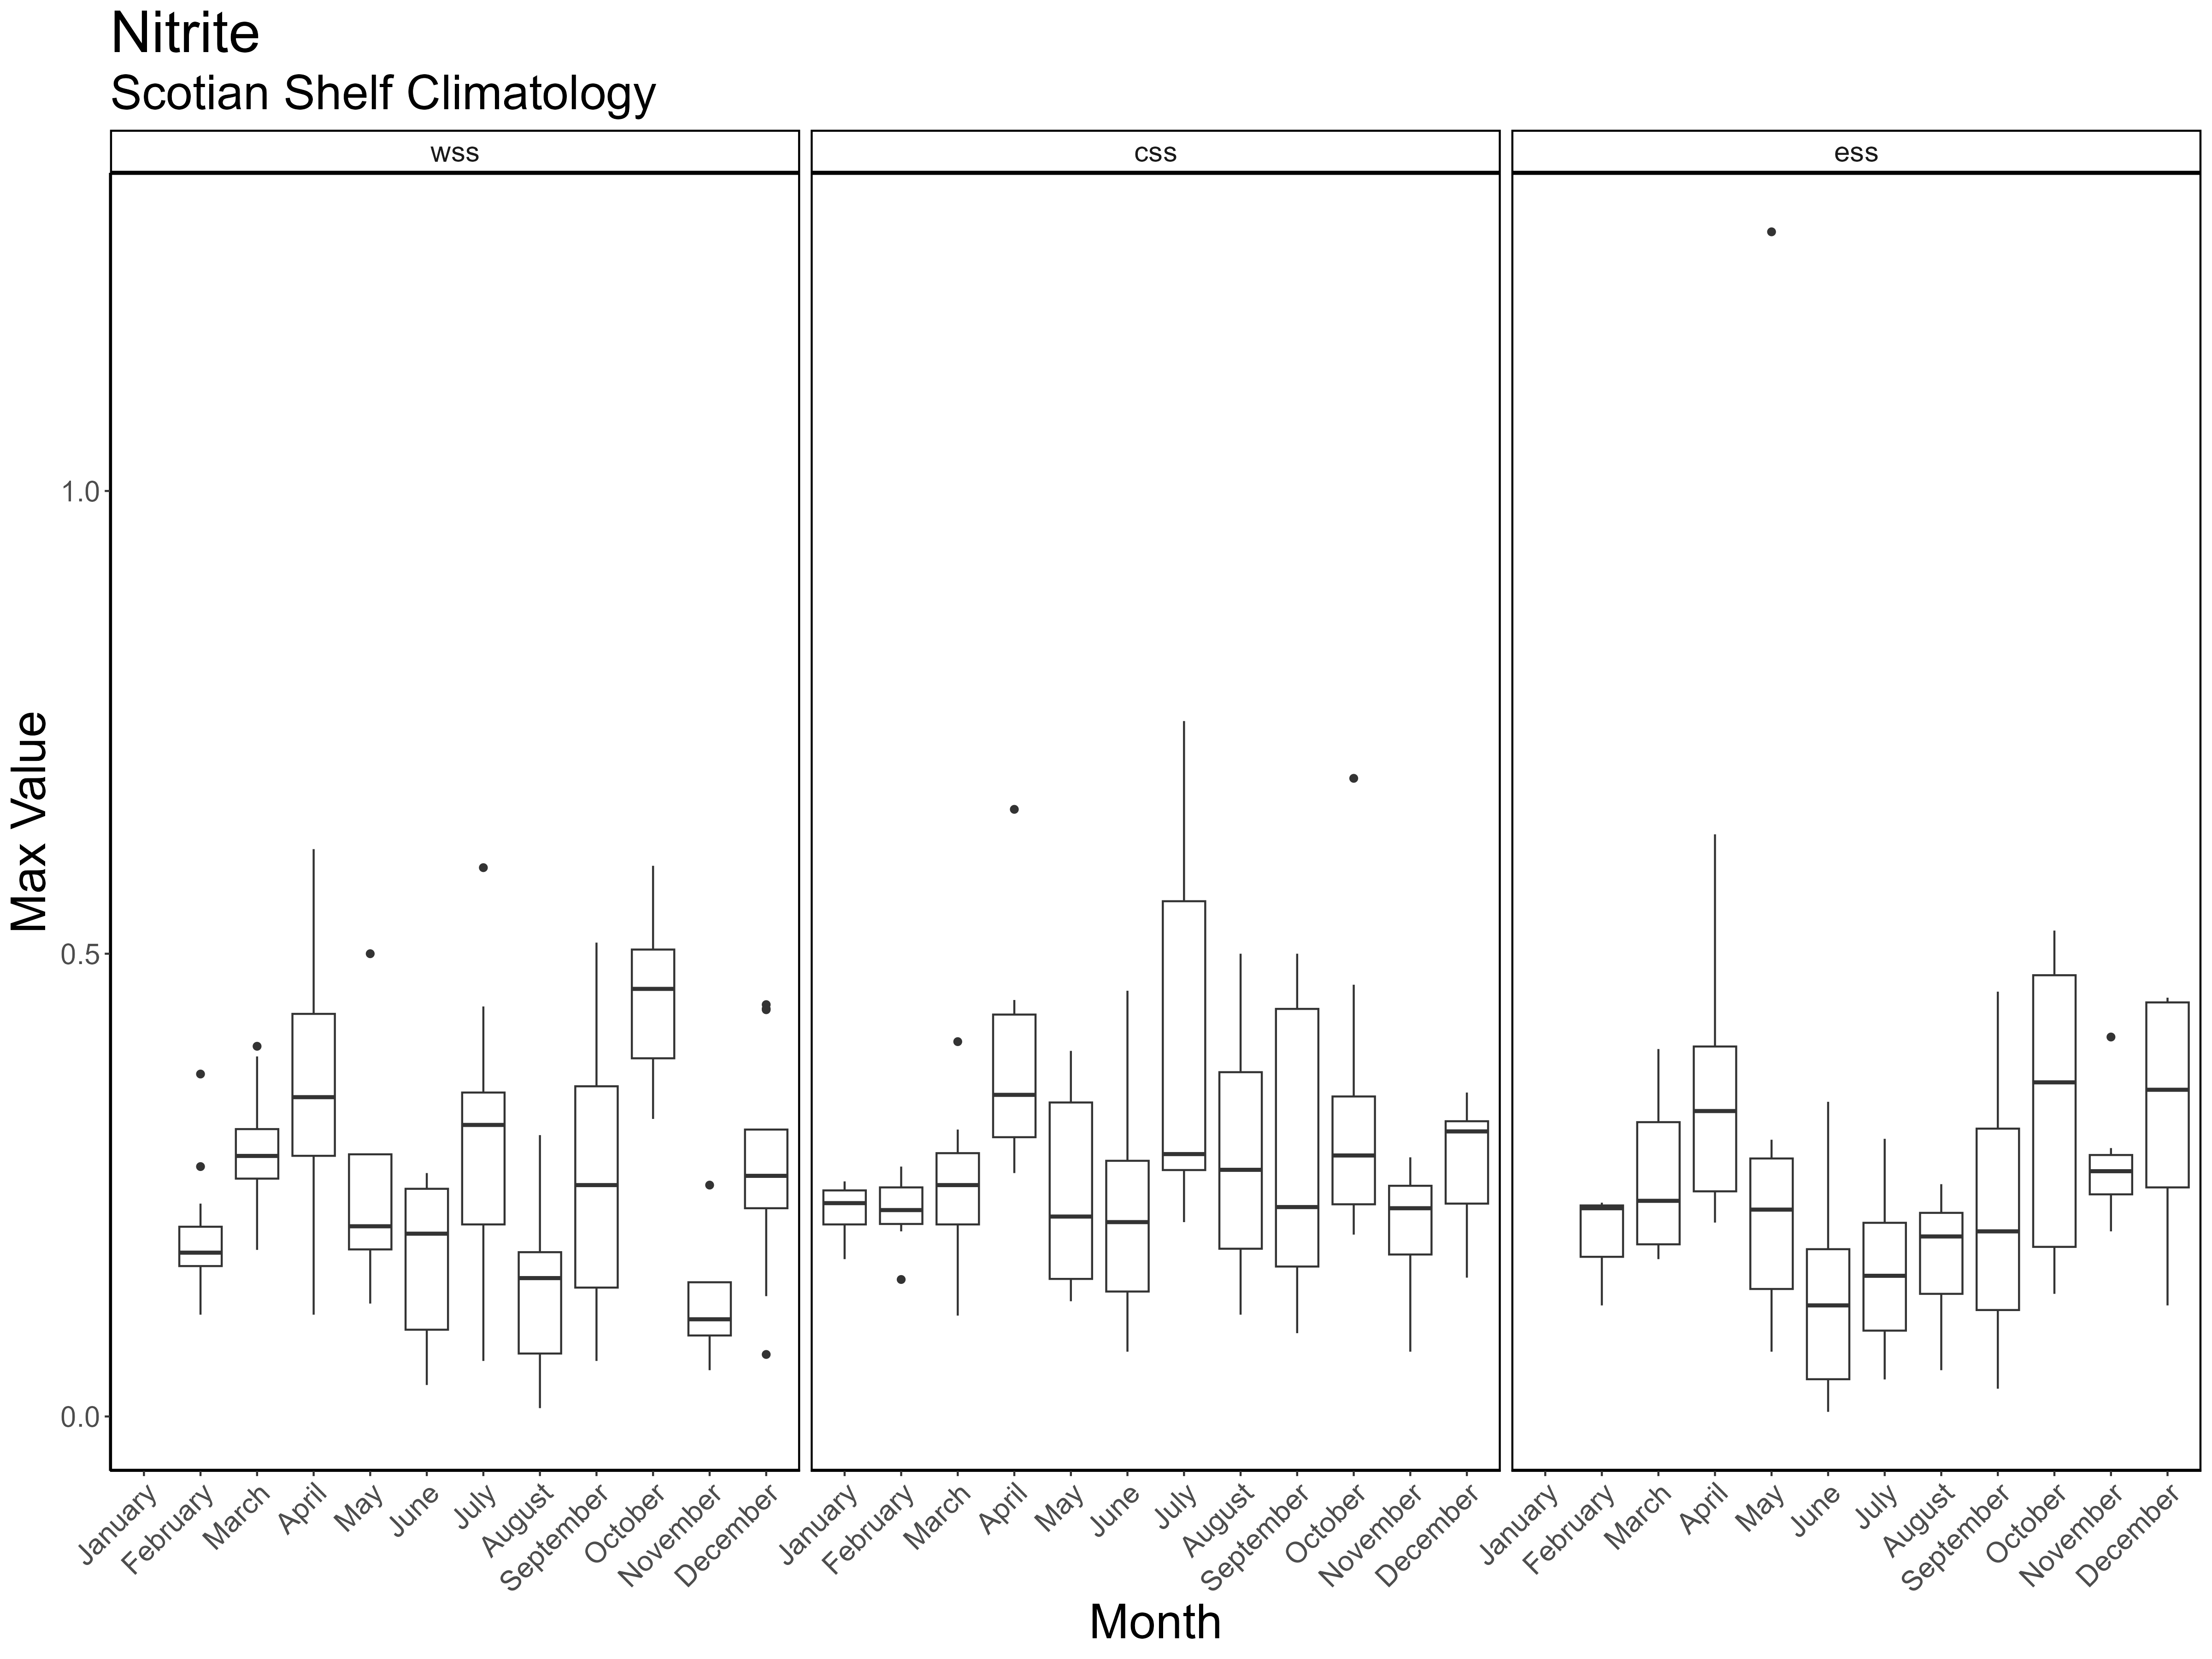 Nitrite
Scotian Shelf Climatology
wss
css
ess
Max Value
1.0
0.5
0.0
January
February
March
April
May
June
July
August
September
October
November
December
January
February
March
April
May
June
July
August
September
October
November
December
January
February
March
April
May
June
July
August
September
October
November
December
Month